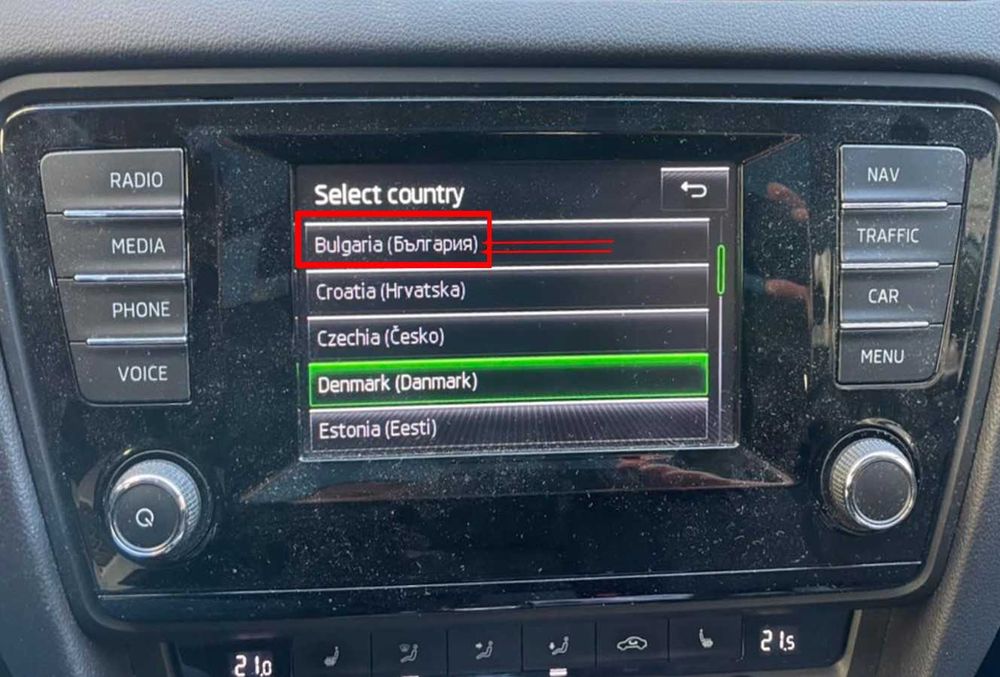 RADIO
MEDIA
PHONE
VOICE
Select country
Bulgaria (България)
Croatia (Hrvatska)
Czechia (Česko)
Denmark (Danmark)
Estonia (Eesti)
NAV
TRAFFIC
CAR
MENU
21.0
21.5